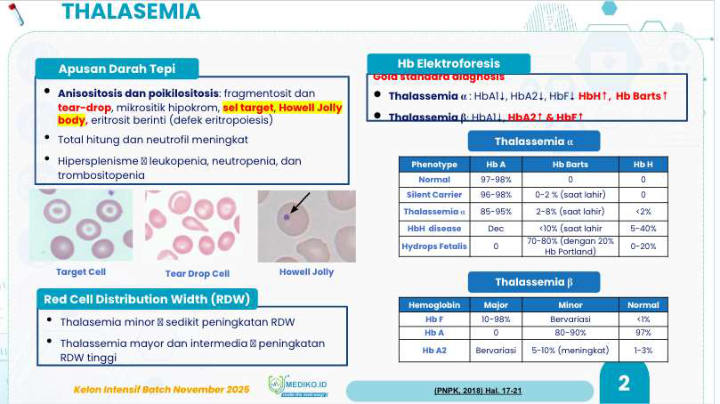 THALASEMIA
Apusan Darah Tepi
Anisositosis dan poikilositosis: fragmentosit dan
tear-drop, mikrositik hipokrom, sel target, Howell Jolly
body, eritrosit berinti (defek eritropoiesis)
Total hitung dan neutrofil meningkat
Hipersplenisme leukopenia, neutropenia, dan
trombositopenia
Target Cell
Tear Drop Cell
Howell Jolly
Red Cell Distribution Width (RDW)
Thalasemia minor sedikit peningkatan RDW
Thalassemia mayor dan intermedia peningkatan
RDW tinggi
Hb Elektroforesis
Gold standard diagnosis
Thalassemia α : HbA1↓, HbA2↓, HbF↓ HbH↑, Hb Barts↑
Thalassemia β: HbA1↓, HbA2↑ & HbF↑
Thalassemia α
Phenotype Hb A Hb Barts Hb H
Normal 97-98% 0 0
Silent Carrier 96-98% 0-2 % (saat lahir) 0
Thalassemia α 85-95% 2-8% (saat lahir) <2%
HbH disease Dec <10% (saat lahir 5-40%
Hydrops Fetalis 0 70-80% (dengan 20% Hb Portland) 0-20%
Thalassemia β
Hemoglobin Major Minor Normal
Hb F 10-98% Bervariasi <1%
Hb A 0 80-90% 97%
Hb A2 Bervariasi 5-10% (meningkat) 1-3%
Kelon Intensif Batch November 2025
MEDIKO.ID
(PNPK, 2018) Hal. 17-21
2